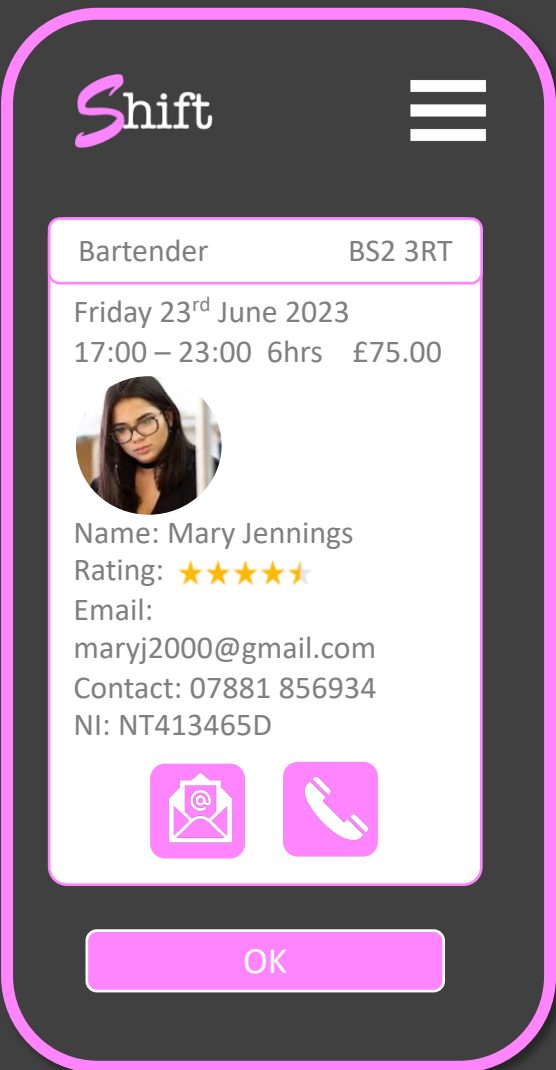 Shift
Bartender BS2 3RT
Friday 23rd June 2023
17:00 – 23:00 6hrs £75.00
Name: Mary Jennings
Rating:
Email:
maryj2000@gmail.com
Contact: 07881 856934
NI: NT413465D
@
OK